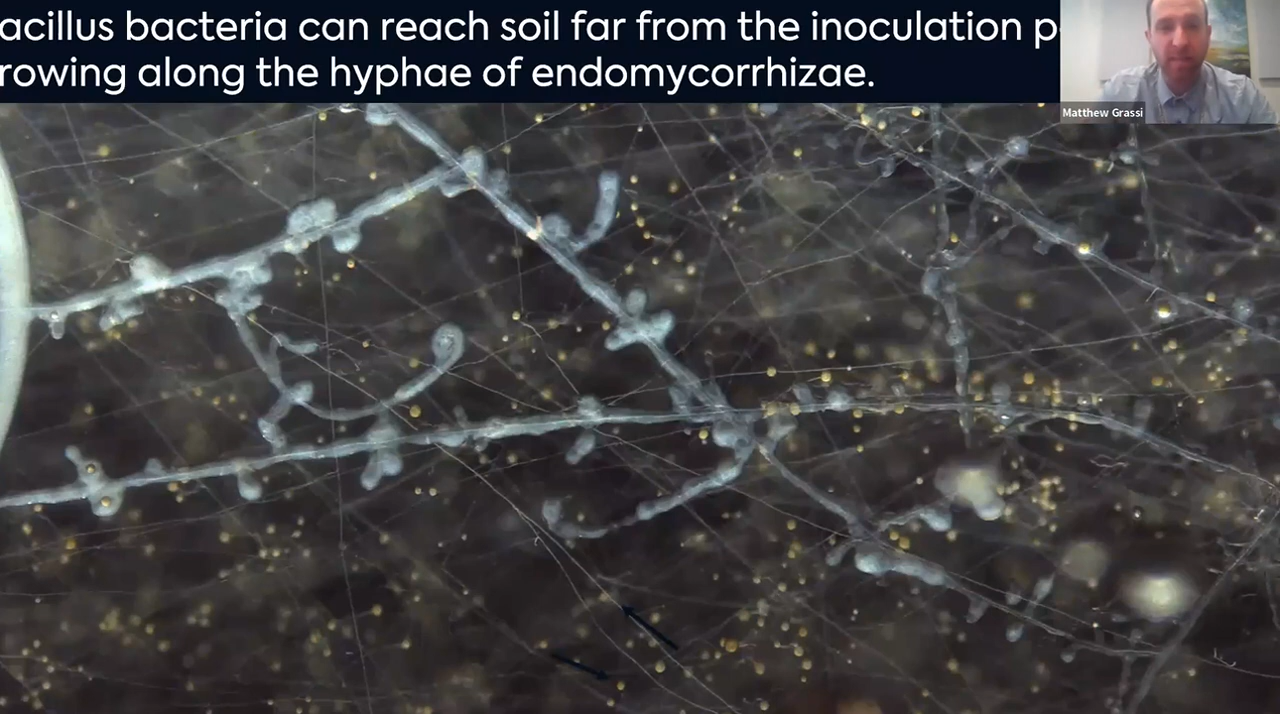 acillus bacteria can reach soil far from the inoculation p
rowing along the hyphae of endomycorrhizae.
Matthew Grassi